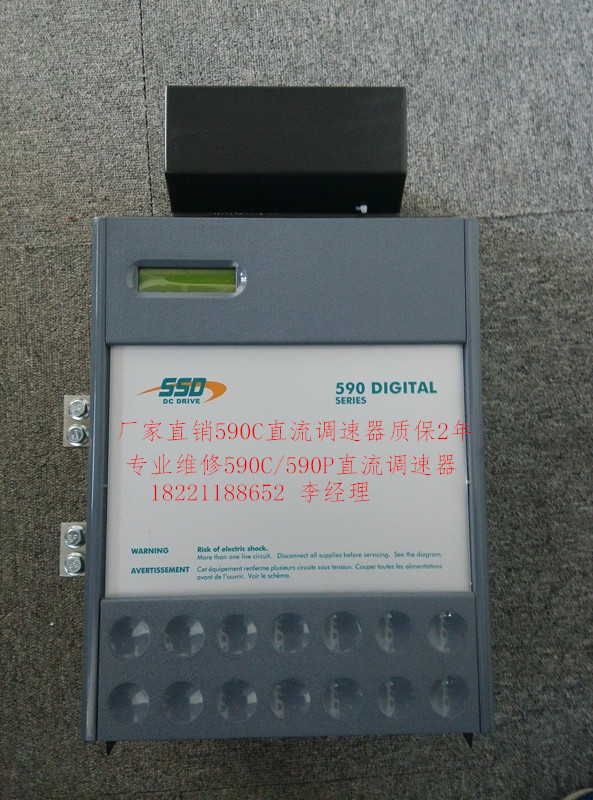 SSD
DC DRIVE
590 DIGITAL
SERIES
厂家直销590C直流调速器质保2年
专业维修590C/590P直流调速器
18221188652 李经理
WARNING Risk of electric shock.
More than one live circuit. Disconnect all supplies before servicing. See the diagram.
AVERTISSEMENT Cet équipement renferme plusieurs circuits sous tension. Couper toutes les alimentations
avant de l'ouvrir. Voir le schéma.